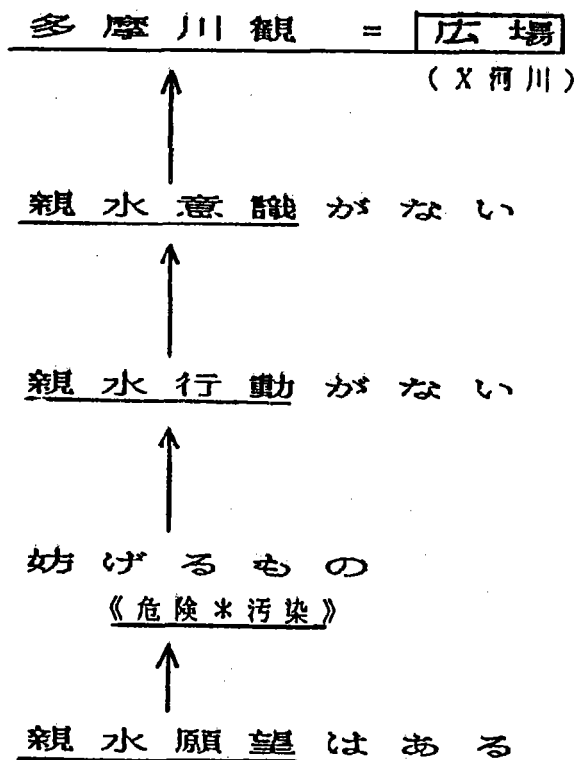 多摩川観 = 広場
(X河川)
親水意識がない
親水行動がない
妨げるもの
《危険*汚染》
親水願望はある